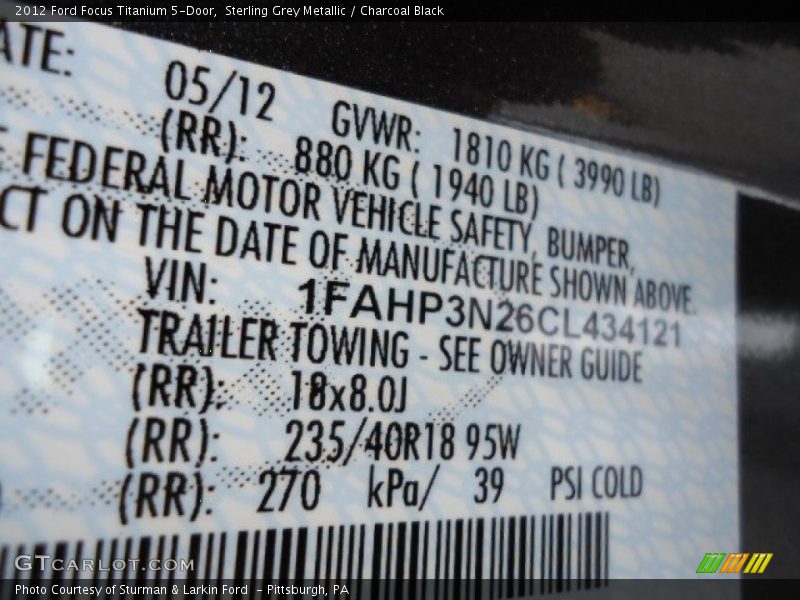 2012 Ford Focus Titanium 5-Door,  Sterling Grey Metallic / Charcoal Black
ATE: 05/12 GVWR: 1810 KG ( 3990 LB)
(RR): 880 KG ( 1940 LB)
FEDERAL MOTOR VEHICLE SAFETY, BUMPER,
CT ON THE DATE OF MANUFACTURE SHOWN ABOVE.
VIN: 1FAHP3N26CL434121
TRAILER TOWING - SEE OWNER GUIDE
(RR): 18x8.0J
(RR): 235/40R18 95W
(RR): 270 kPa/ 39 PSI COLD
GTCarLot.com
Photo Courtesy of Sturman & Larkin Ford - Pittsburgh, PA